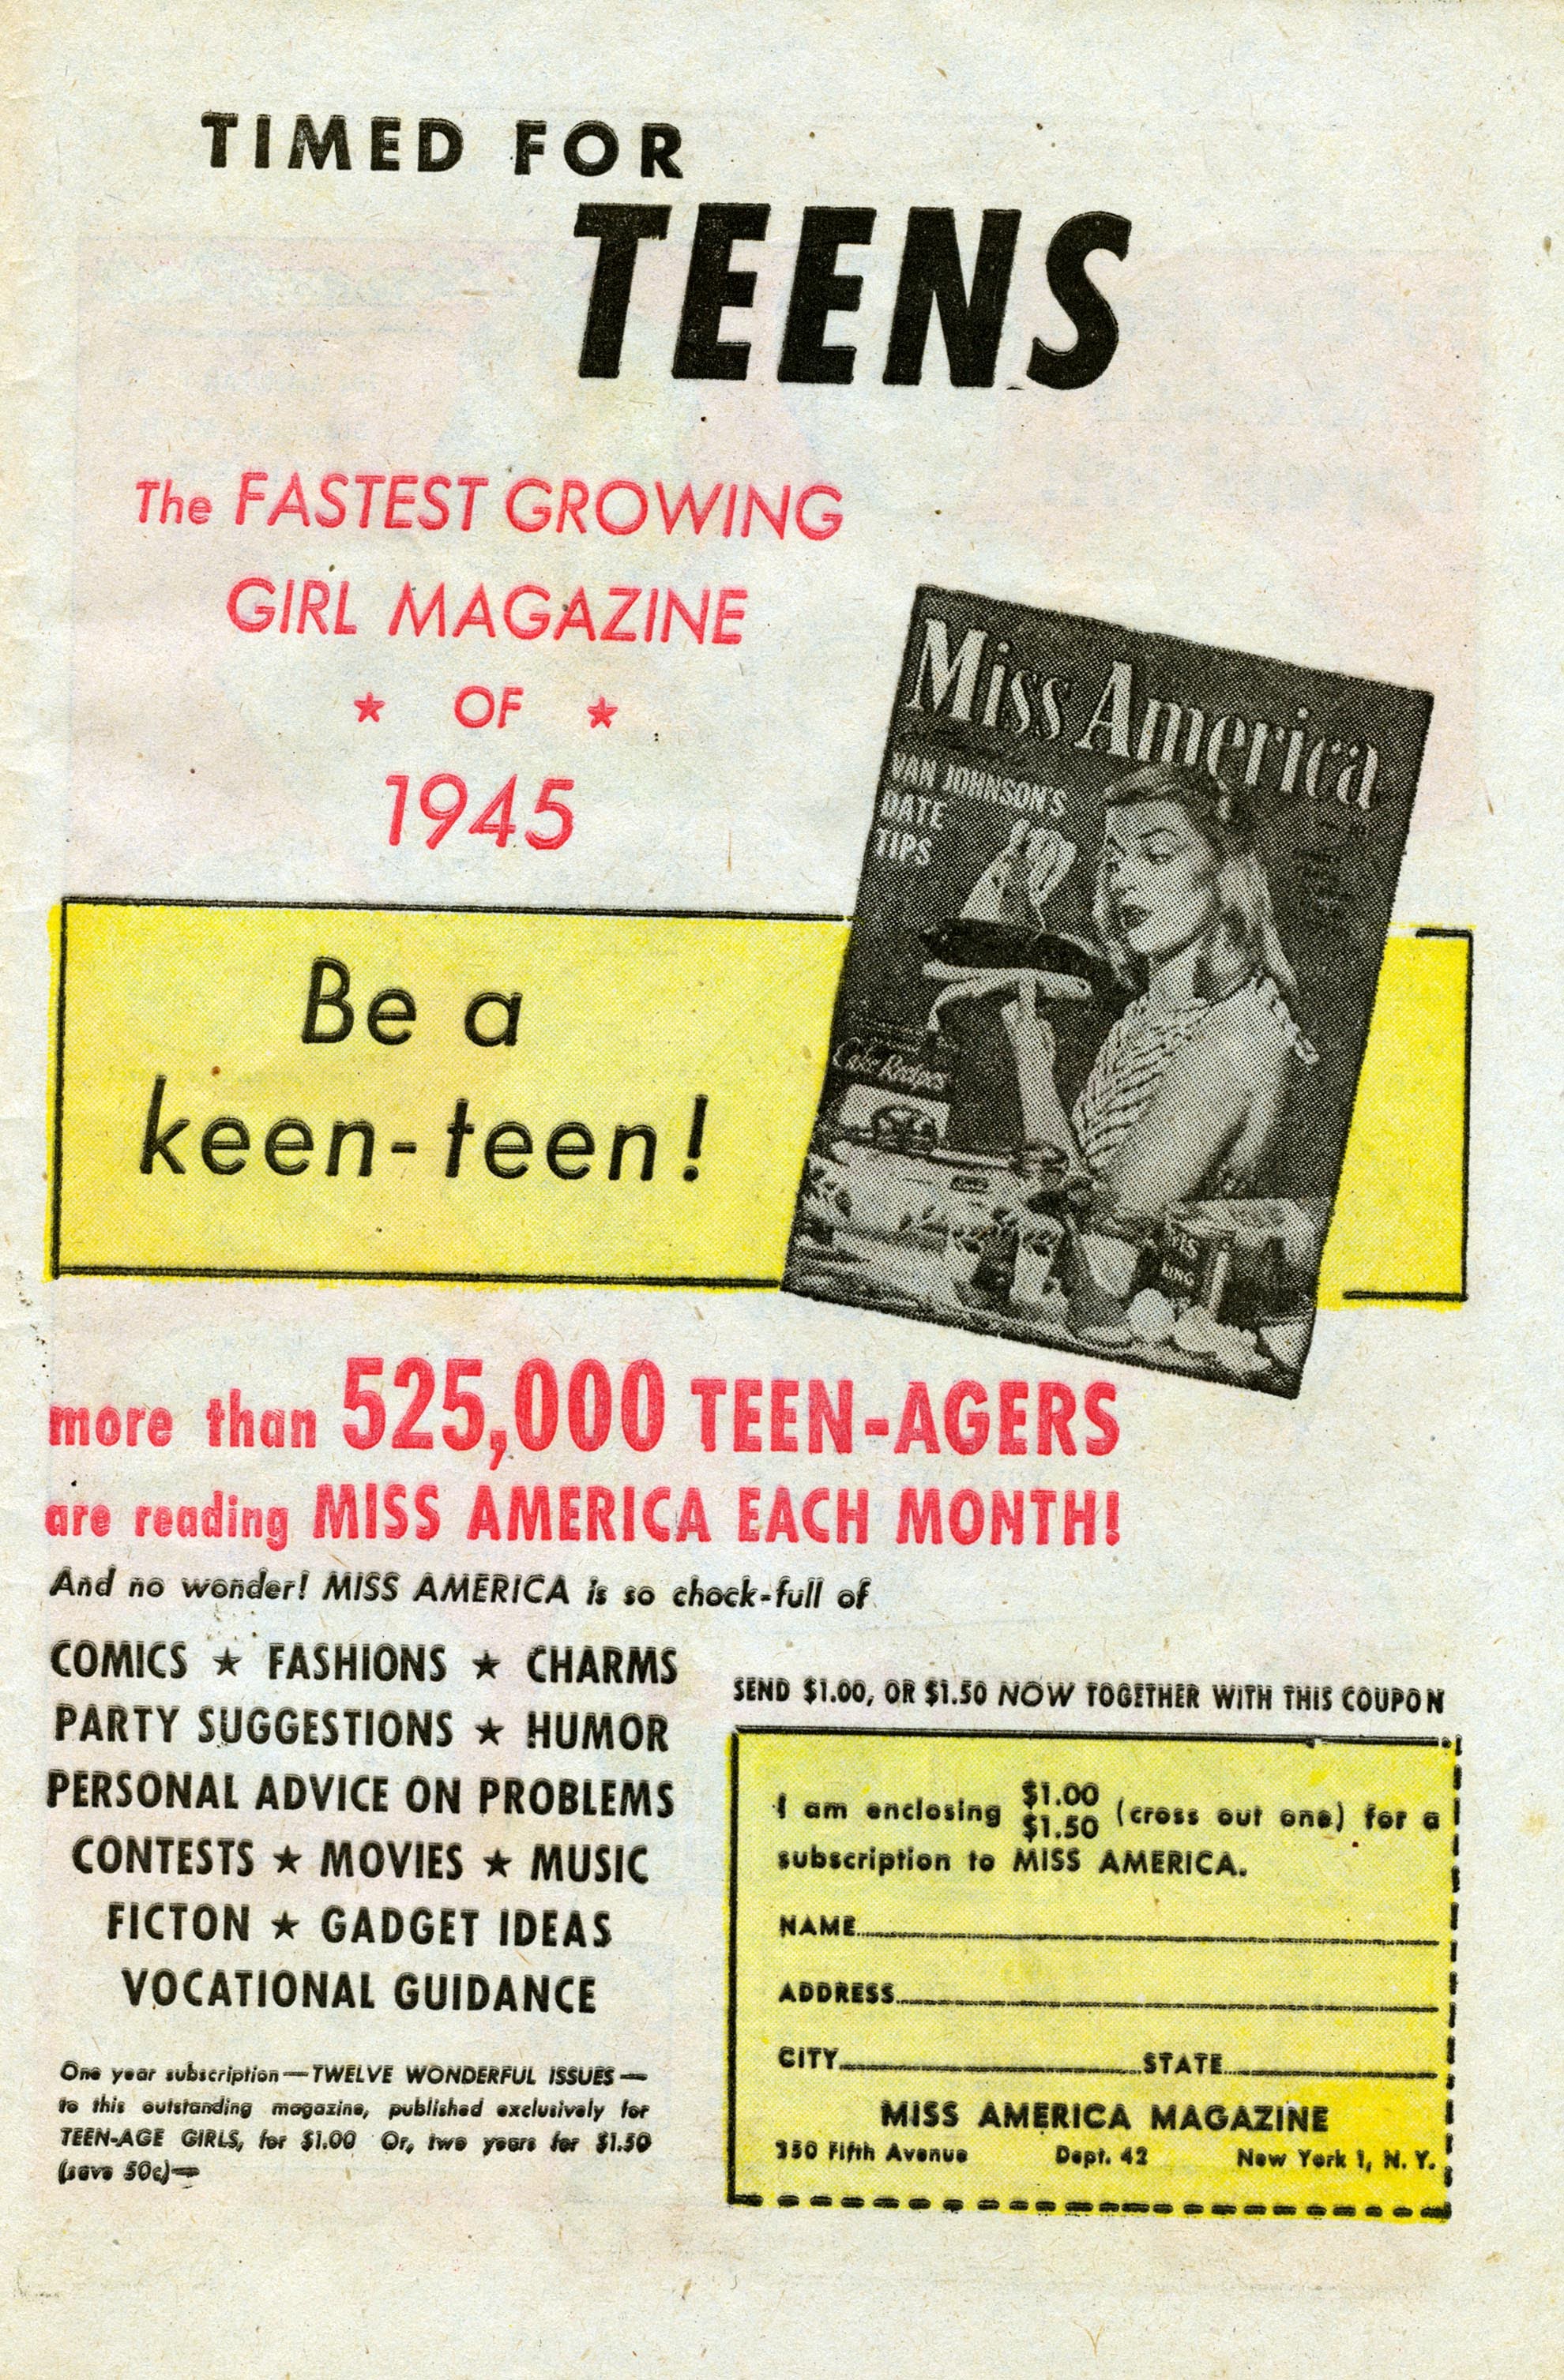 TIMED FOR
TEENS
The FASTEST GROWING
GIRL MAGAZINE
★ OF ★
1945
Miss America
VAN JOHNSON'S
DATE
TIPS
Cake Recipes
KING
Be a
keen-teen!
more than 525,000 TEEN-AGERS
are reading MISS AMERICA EACH MONTH!
And no wonder! MISS AMERICA is so chock-full of
COMICS ★ FASHIONS ★ CHARMS
PARTY SUGGESTIONS ★ HUMOR
PERSONAL ADVICE ON PROBLEMS
CONTESTS ★ MOVIES ★ MUSIC
FICTON ★ GADGET IDEAS
VOCATIONAL GUIDANCE
One year subscription—TWELVE WONDERFUL ISSUES—
to this outstanding magazine, published exclusively for
TEEN-AGE GIRLS, for $1.00 Or, two years for $1.50
(save 50c)—
SEND $1.00, OR $1.50 NOW TOGETHER WITH THIS COUPON
I am enclosing $1.00 $1.50 (cross out one) for a
subscription to MISS AMERICA.
NAME
ADDRESS
CITY STATE
MISS AMERICA MAGAZINE
350 Fifth Avenue Dept. 42 New York 1, N. Y.